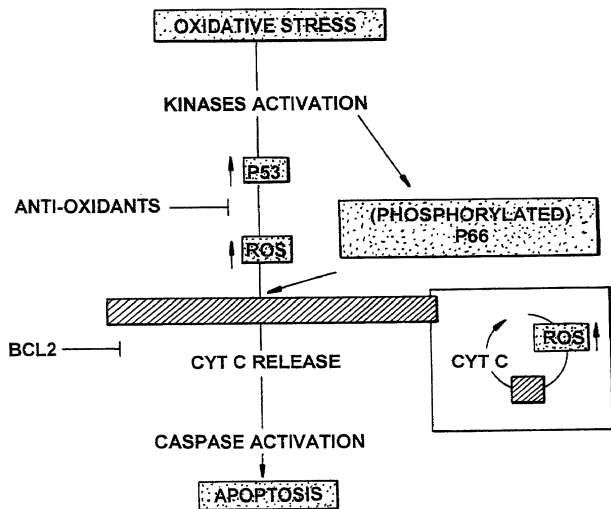 OXIDATIVE STRESS
KINASES ACTIVATION
P53
ANTI-OXIDANTS
(PHOSPHORYLATED)
P66
ROS
BCL2
CYT C RELEASE
CYT C
ROS
CASPASE ACTIVATION
APOPTOSIS